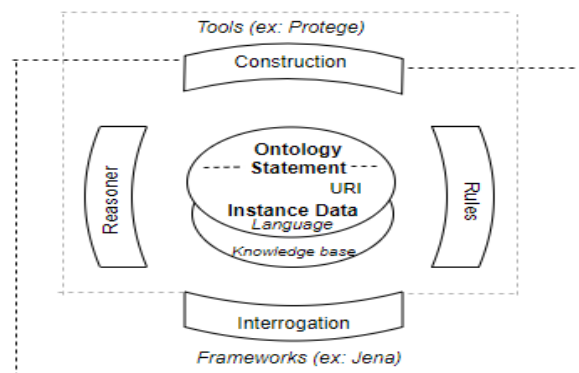 Tools (ex: Protege)
Construction
Reasoner
Ontology
Statement
URI
Instance Data
Language
Knowledge base
Rules
Interrogation
Frameworks (ex: Jena)